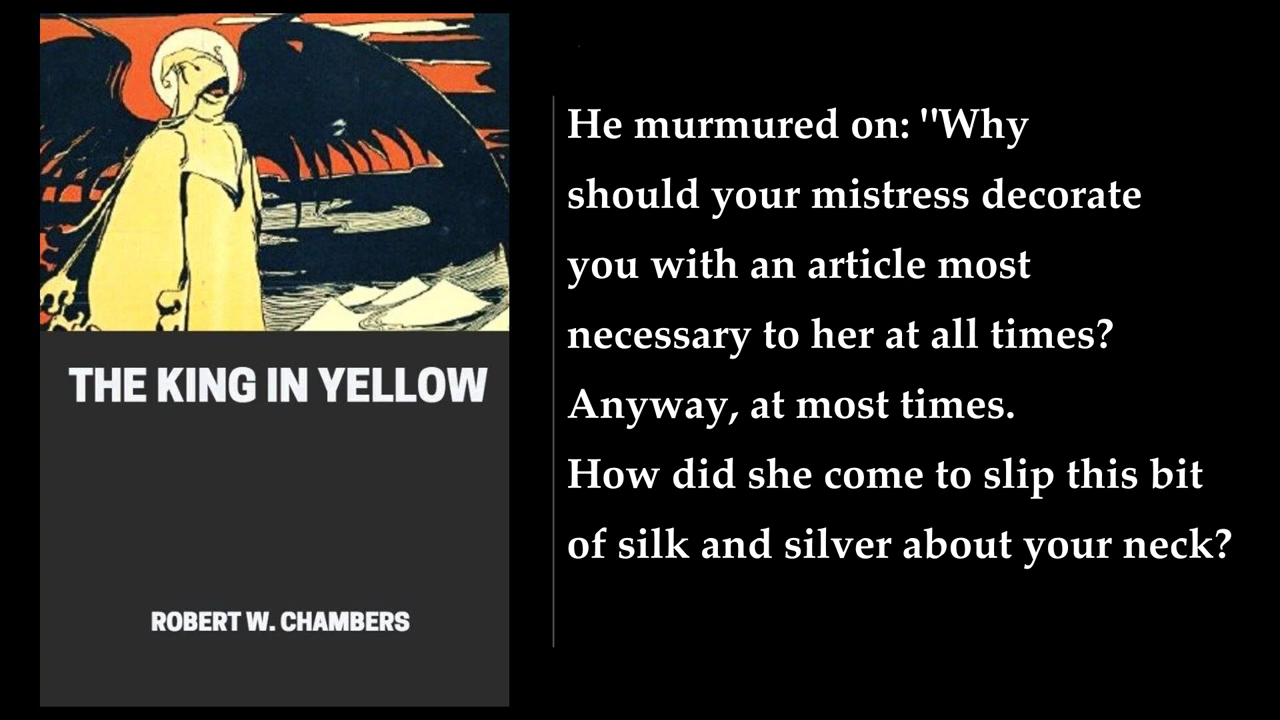 THE KING IN YELLOW
ROBERT W. CHAMBERS
He murmured on: "Why
should your mistress decorate
you with an article most
necessary to her at all times?
Anyway, at most times.
How did she come to slip this bit
of silk and silver about your neck?